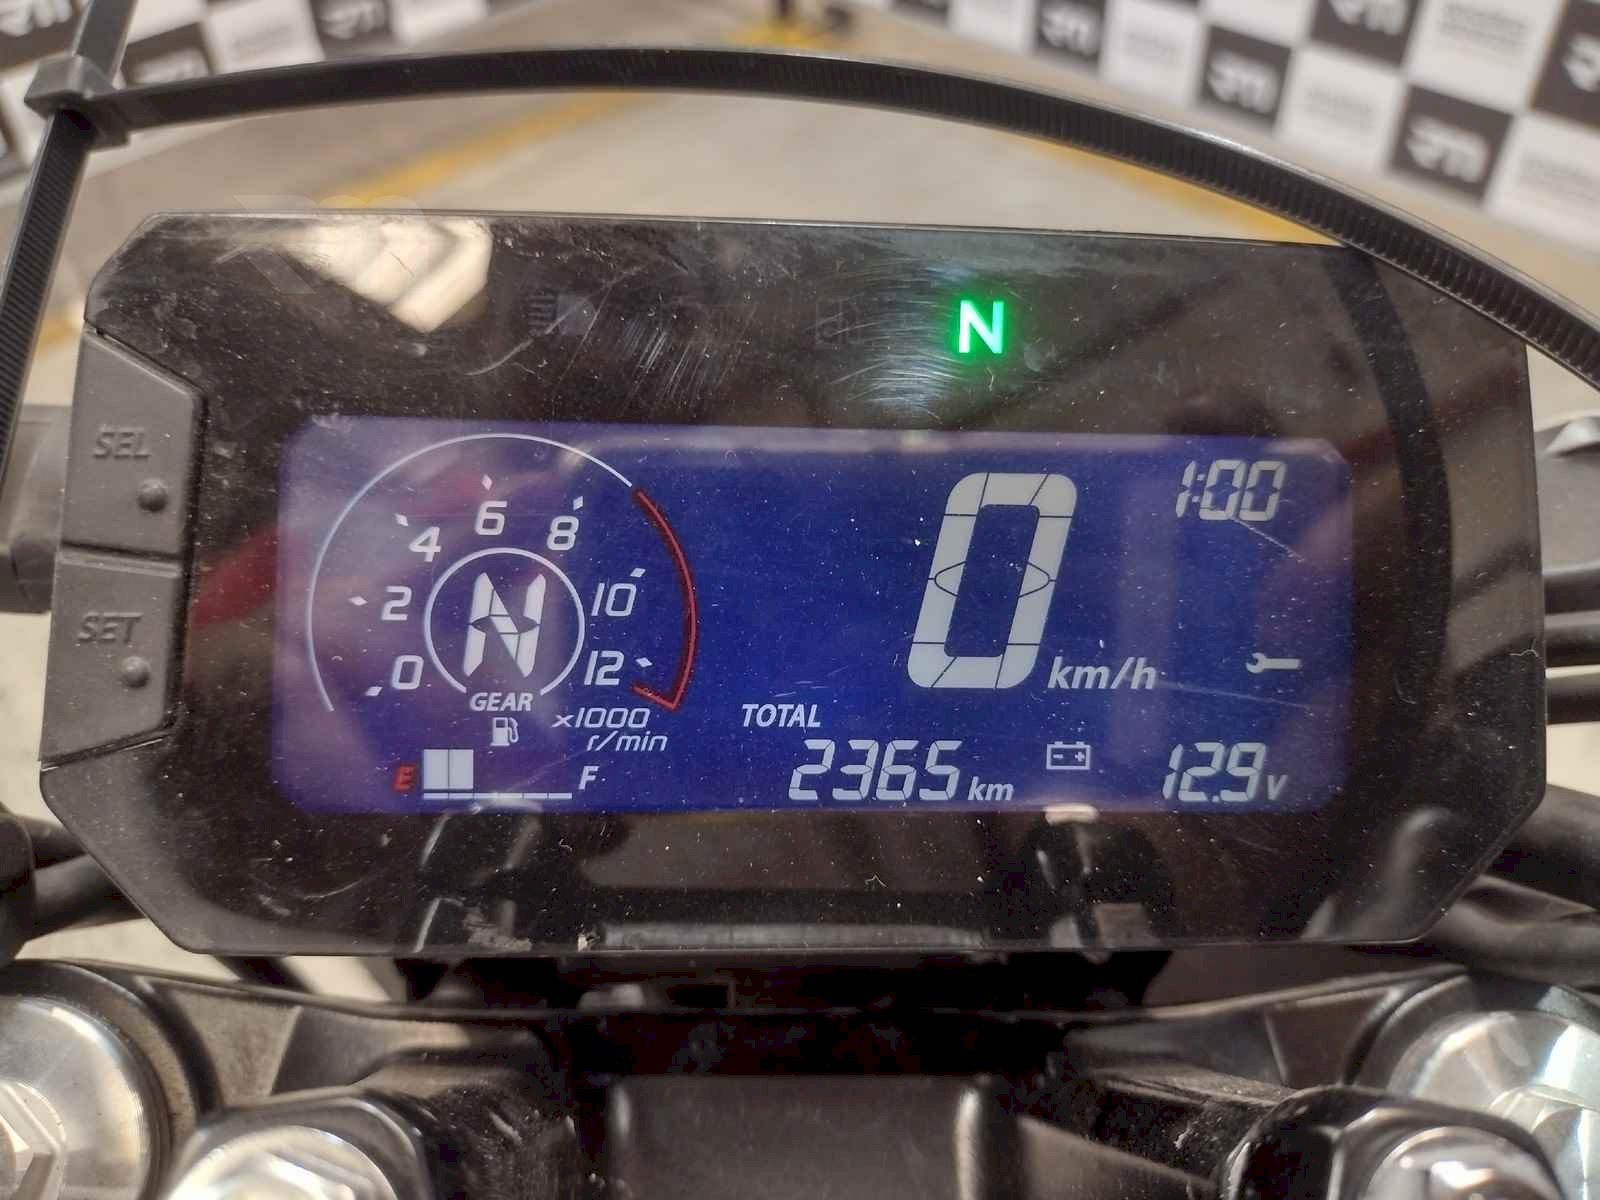 N
SEL
SET
1:00
0 km/h
0 2 4 6 8 10 12
N
GEAR
x1000
r/min
E F
TOTAL
2365 km
12.9 V